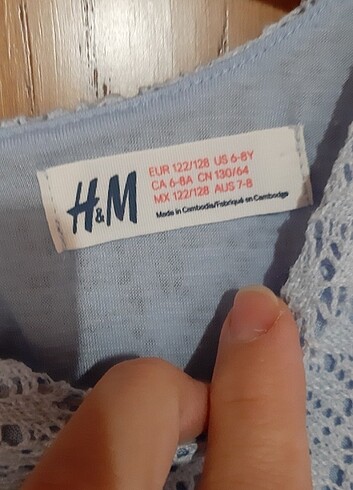 H&M
EUR 122/128 US 6-8Y
CA 6-8A CN 130/64
MX 122/128 AUS 7-8
Made in Cambodia/Fabriqué en Cambodge